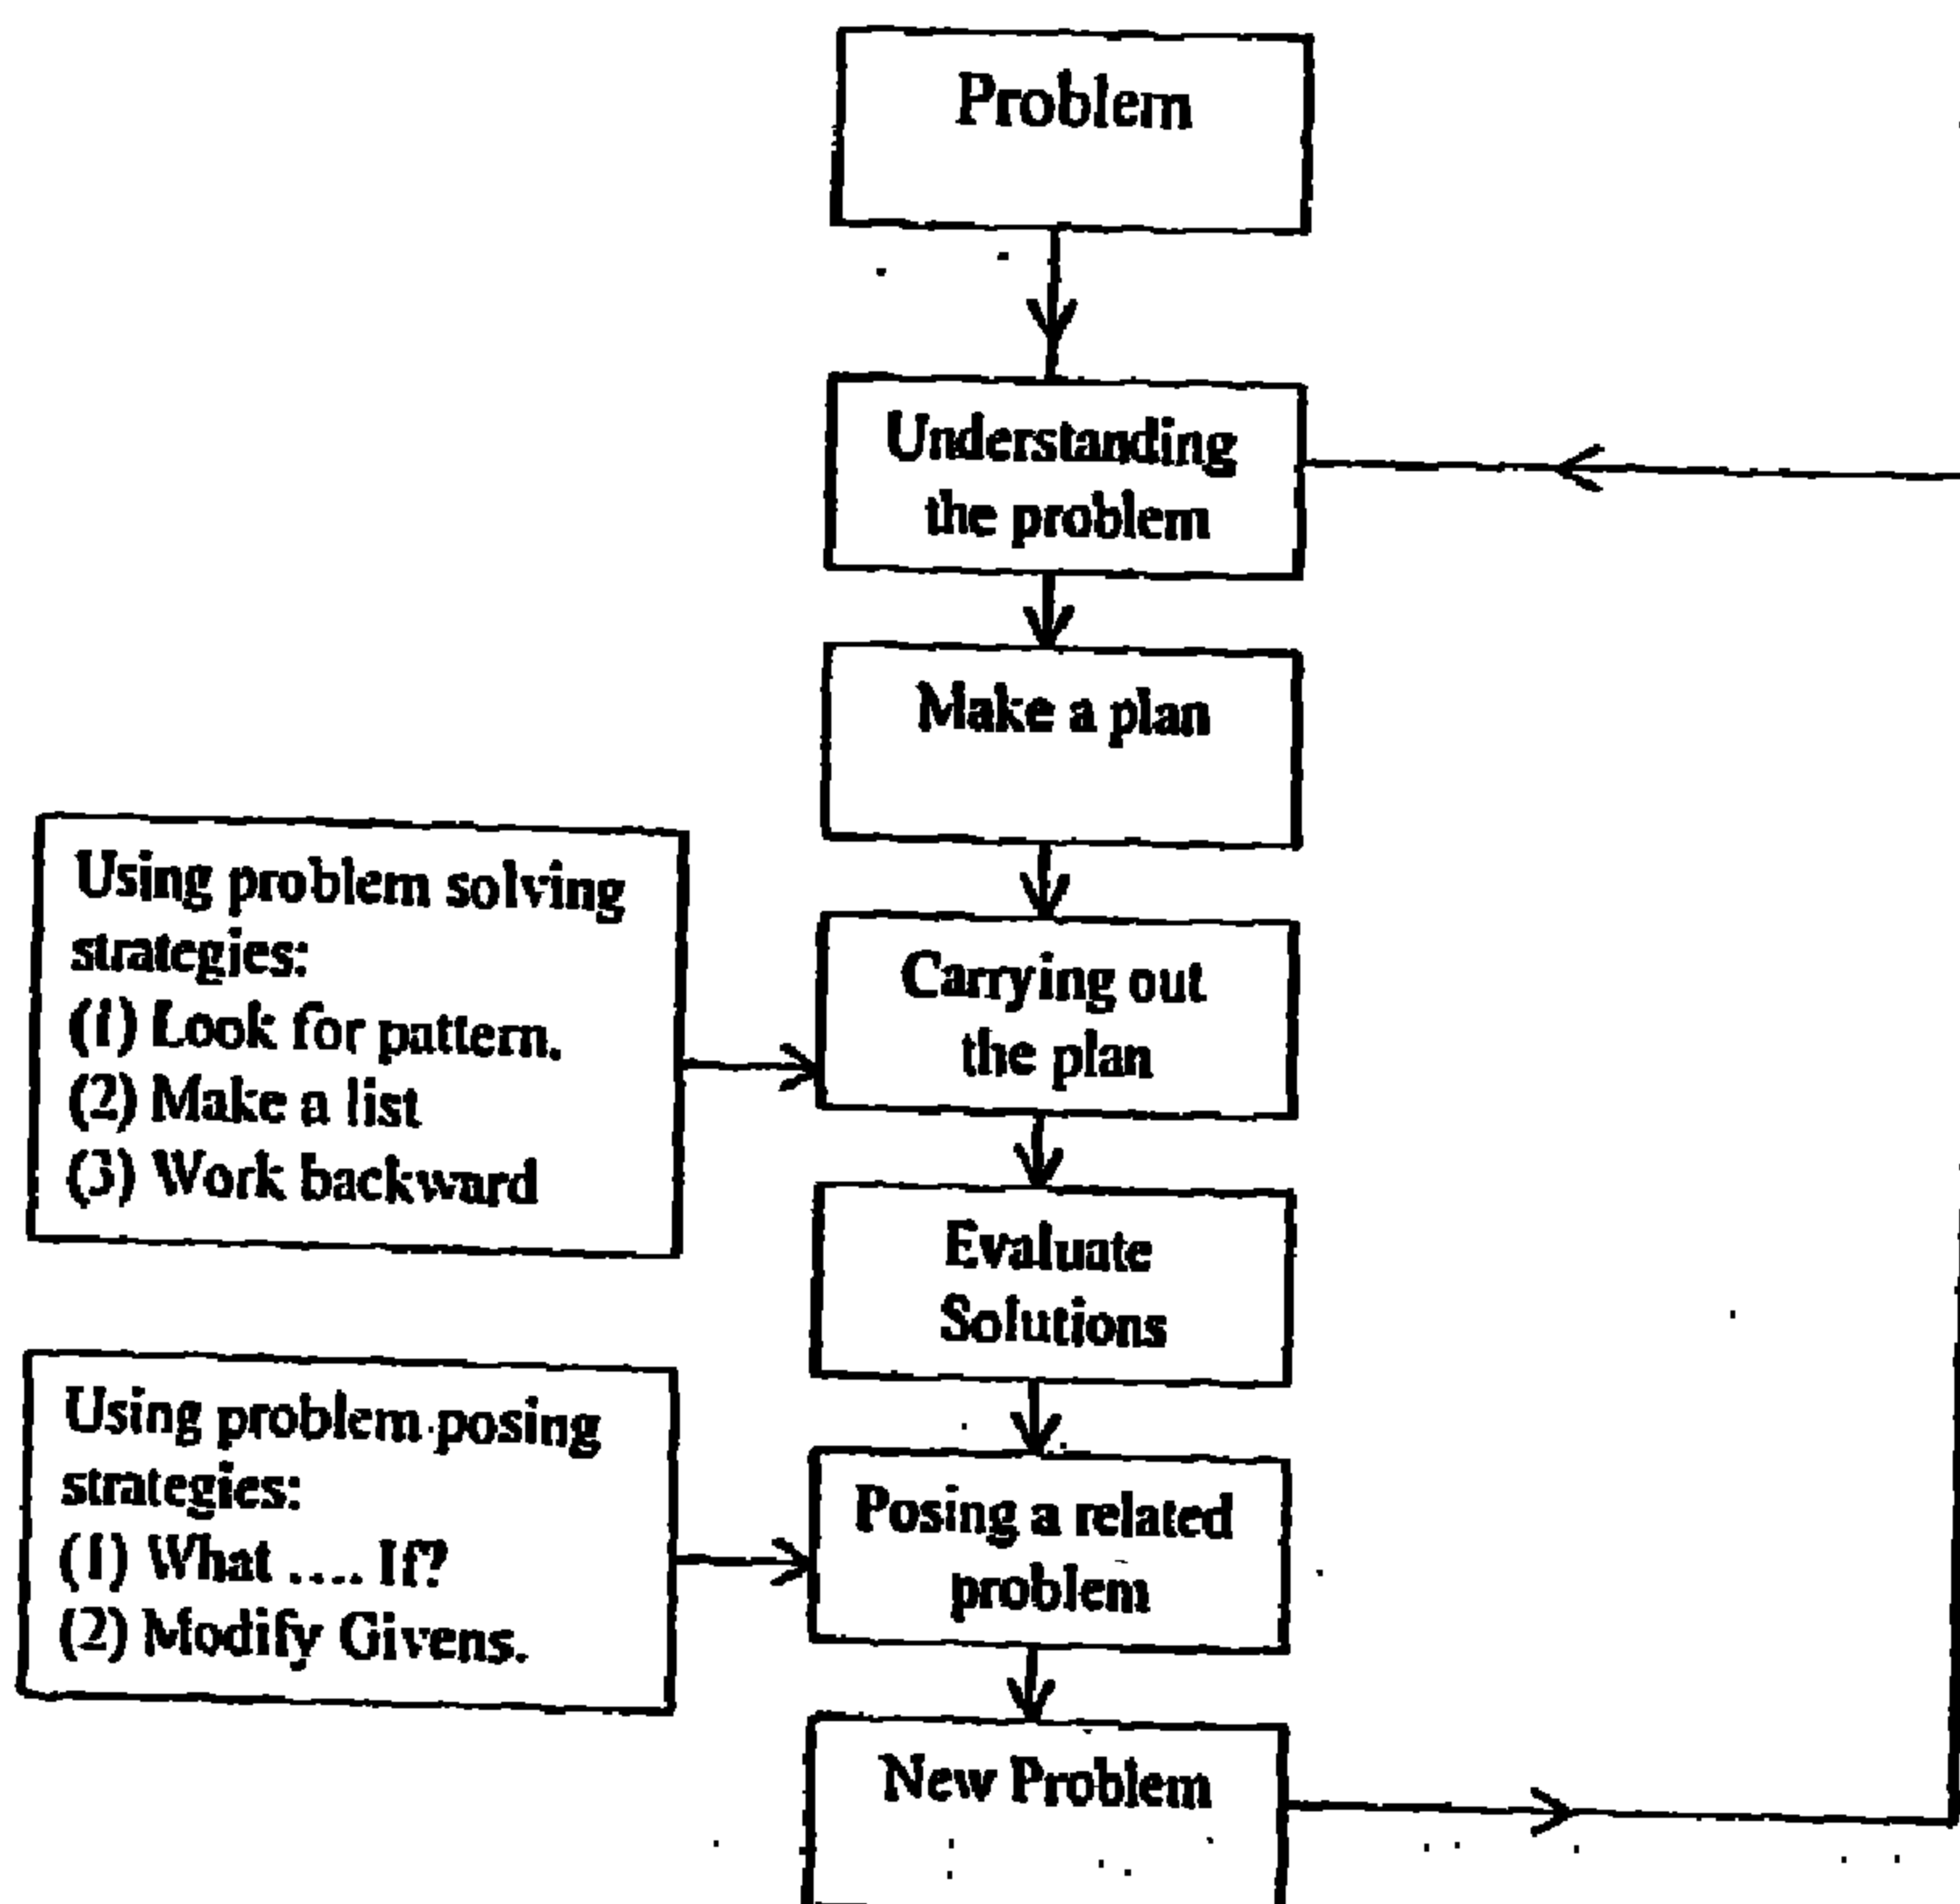 Problem
Understanding
the problem
Make a plan
Using problem solving
strategies:
(1) Look for pattern.
(2) Make a list
(3) Work backward
Carrying out
the plan
Evaluate
Solutions
Using problem posing
strategies:
(1) What .... If?
(2) Modify Givens.
Posing a related
problem
New Problem